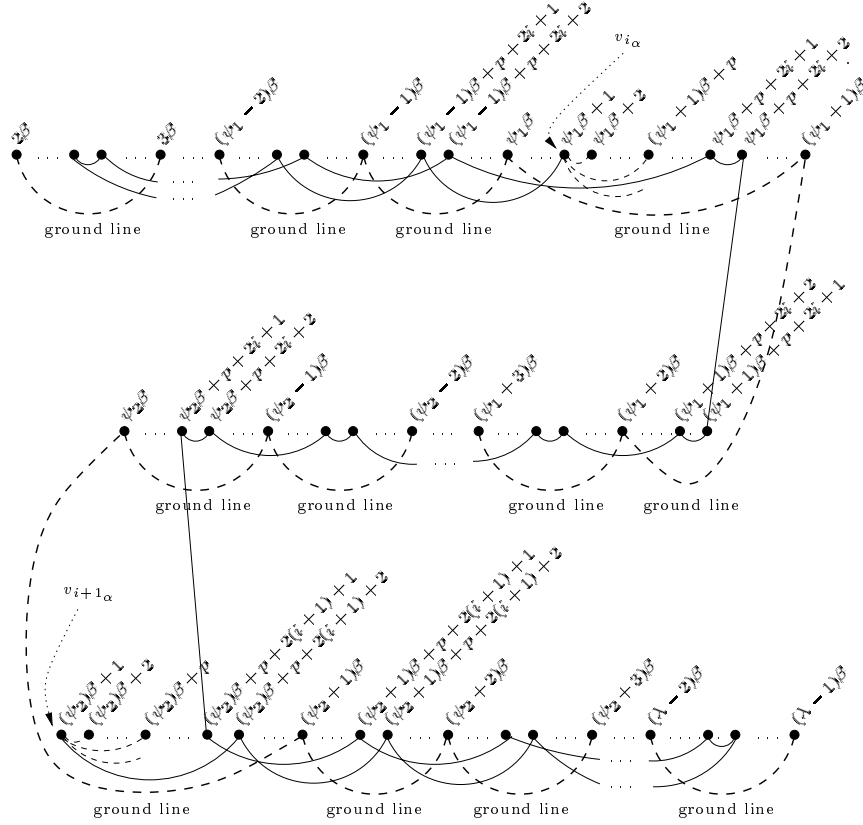 v_{i_α}
2β
3β
(ψ₁ − 2)β
(ψ₁ − 1)β
(ψ₁ − 1)β + p + 2i + 1
(ψ₁ − 1)β + p + 2i + 2
ψ₁β
ψ₁β + 1
ψ₁β + 2
(ψ₁ + 1)β + p
ψ₁β + p + 2i + 1
ψ₁β + p + 2i + 2
(ψ₁ + 1)β
ground line
ground line
ground line
ground line
ψ₂β
ψ₂β + p + 2i + 1
ψ₂β + p + 2i + 2
(ψ₂ − 1)β
(ψ₂ − 2)β
(ψ₁ + 3)β
(ψ₁ + 2)β
(ψ₁ + 1)β + p + 2i + 2
(ψ₁ + 1)β + p + 2i + 1
ground line
ground line
ground line
ground line
v_{i+1_α}
(ψ₂)β + 1
(ψ₂)β + 2
(ψ₂)β + p
(ψ₂)β + p + 2(i + 1) + 1
(ψ₂)β + p + 2(i + 1) + 2
(ψ₂ + 1)β
(ψ₂ + 1)β + p + 2(i + 1) + 1
(ψ₂ + 1)β + p + 2(i + 1) + 2
(ψ₂ + 2)β
(ψ₂ + 3)β
(λ − 2)β
(λ − 1)β
ground line
ground line
ground line
ground line